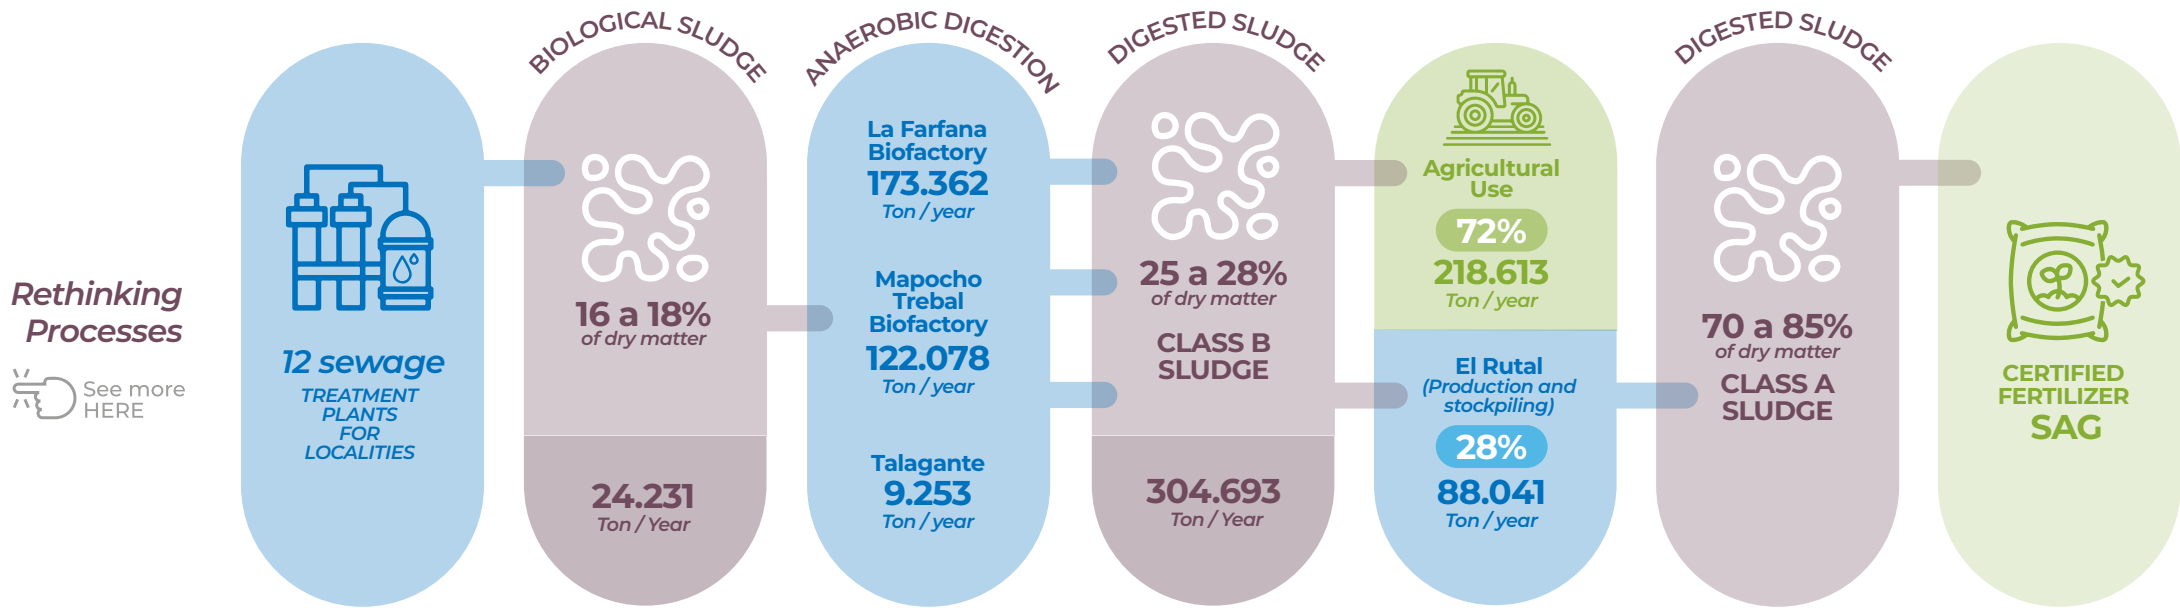 Rethinking
Processes
See more
HERE
12 sewage
TREATMENT
PLANTS
FOR
LOCALITIES
BIOLOGICAL SLUDGE
16 a 18%
of dry matter
24.231
Ton / Year
ANAEROBIC DIGESTION
La Farfana
Biofactory
173.362
Ton / year
Mapocho
Trebal
Biofactory
122.078
Ton / year
Talagante
9.253
Ton / year
DIGESTED SLUDGE
25 a 28%
of dry matter
CLASS B
SLUDGE
304.693
Ton / Year
Agricultural
Use
72%
218.613
Ton / year
El Rutal
(Production and
stockpiling)
28%
88.041
Ton / year
DIGESTED SLUDGE
70 a 85%
of dry matter
CLASS A
SLUDGE
CERTIFIED
FERTILIZER
SAG